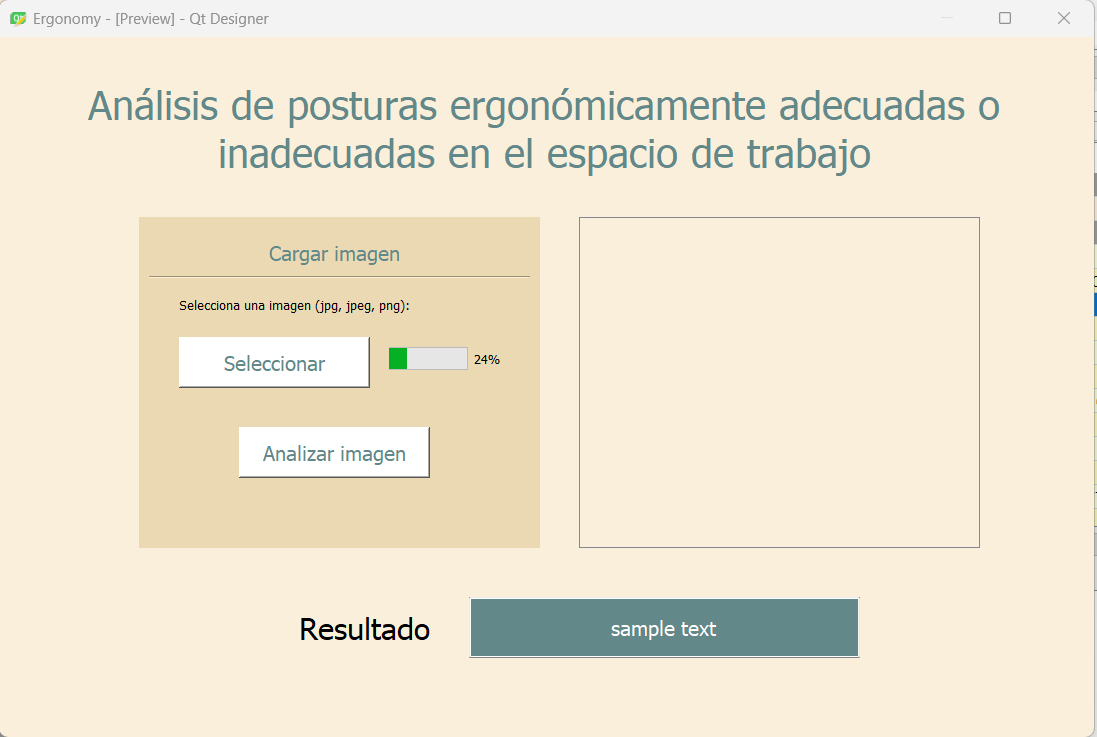 Ergonomy - [Preview] - Qt Designer
Análisis de posturas ergonómicamente adecuadas o
inadecuadas en el espacio de trabajo
Cargar imagen
Selecciona una imagen (jpg, jpeg, png):
Seleccionar
24%
Analizar imagen
Resultado
sample text